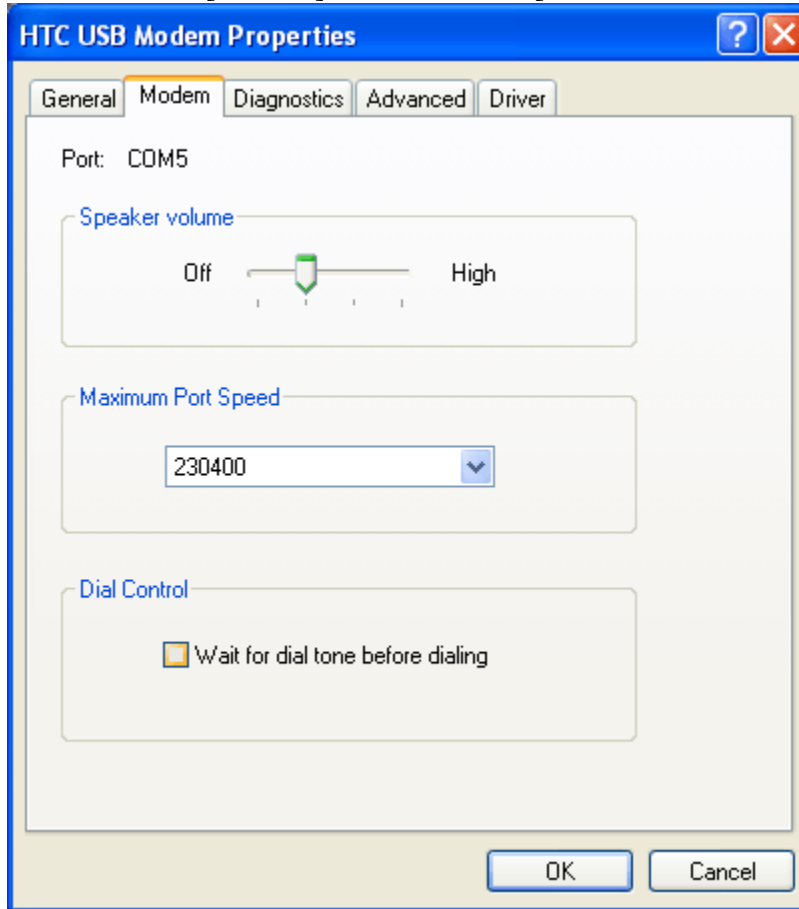 HTC USB Modem Properties
General Modem Diagnostics Advanced Driver
Port: COM5
Speaker volume
Off High
Maximum Port Speed
230400
Dial Control
Wait for dial tone before dialing
OK Cancel